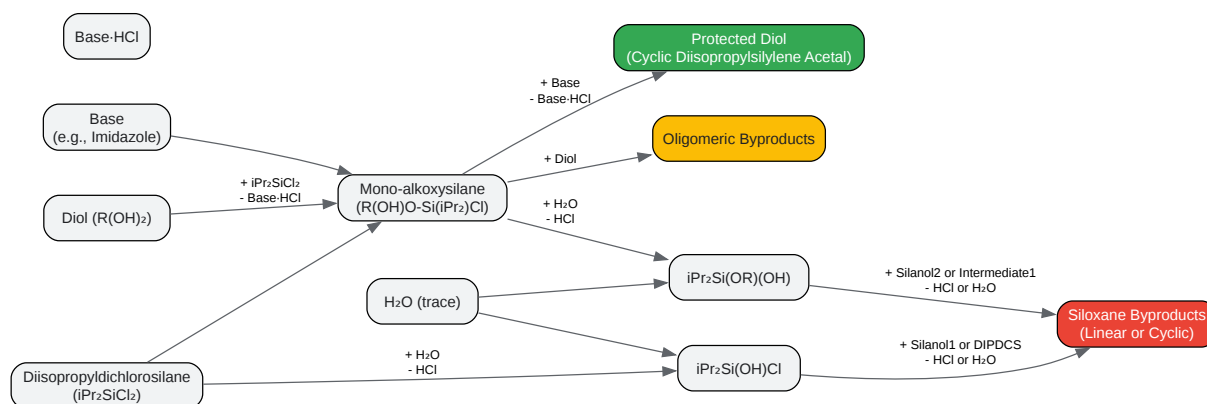 Base·HCl
Protected Diol
(Cyclic Diisopropylsilylene Acetal)
+ Base
- Base·HCl
Base
(e.g., Imidazole)
Oligomeric Byproducts
+ Diol
+ iPr₂SiCl₂
- Base·HCl
Mono-alkoxysilane
(R(OH)O-Si(iPr₂)Cl)
Diol (R(OH)₂)
+ H₂O
- HCl
iPr₂Si(OR)(OH)
+ Silanol2 or Intermediate1
- HCl or H₂O
H₂O (trace)
Siloxane Byproducts
(Linear or Cyclic)
+ Silanol1 or DIPDCS
- HCl or H₂O
+ H₂O
- HCl
iPr₂Si(OH)Cl
Diisopropyldichlorosilane
(iPr₂SiCl₂)